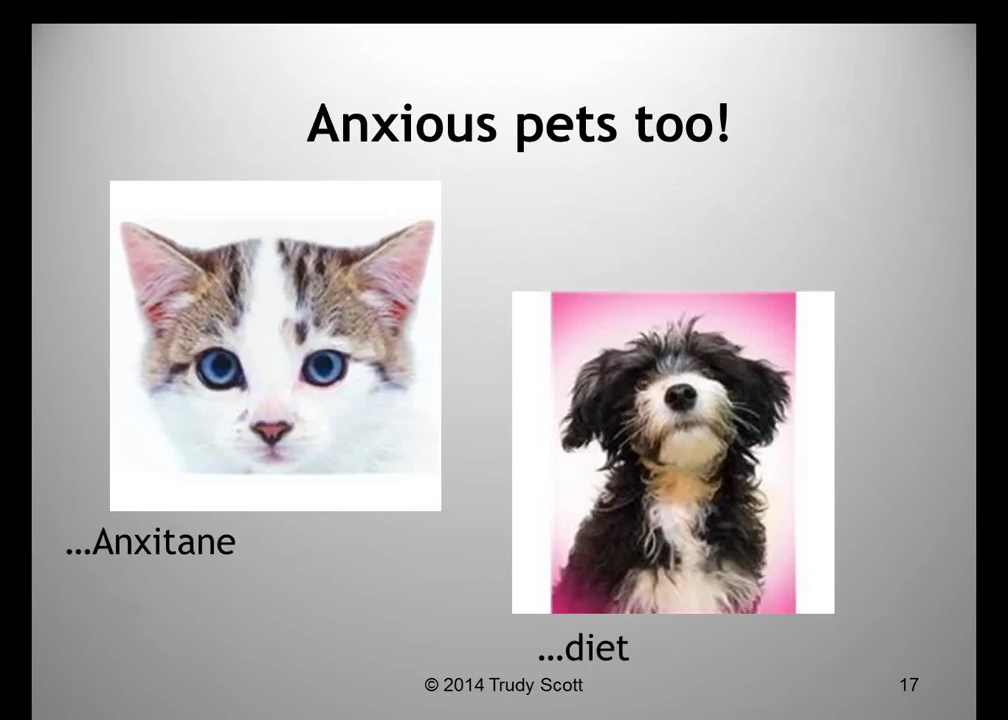 Anxious pets too!
…Anxitane
…diet
© 2014 Trudy Scott
17